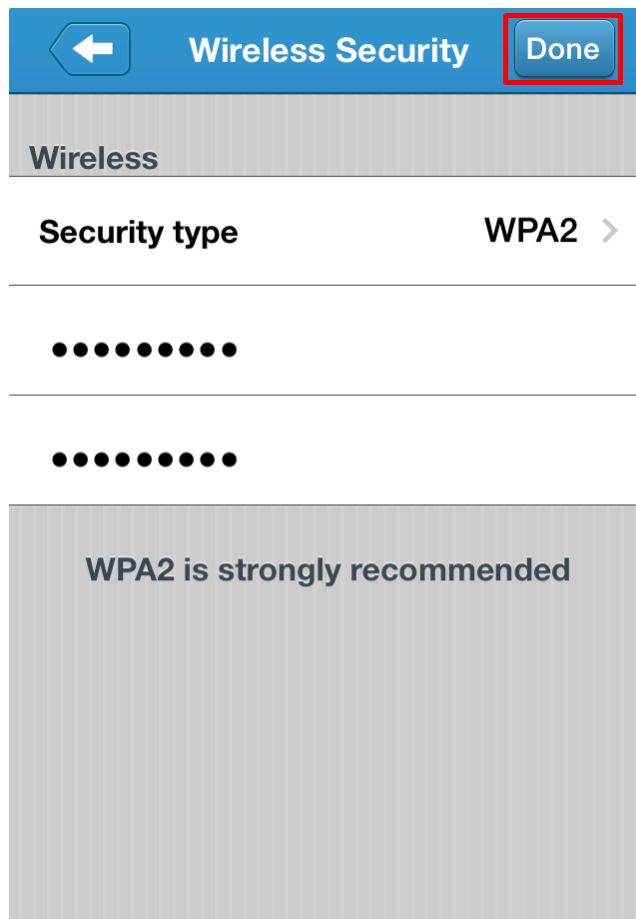 Wireless Security Done
Wireless
Security type WPA2
•••••••••
•••••••••
WPA2 is strongly recommended